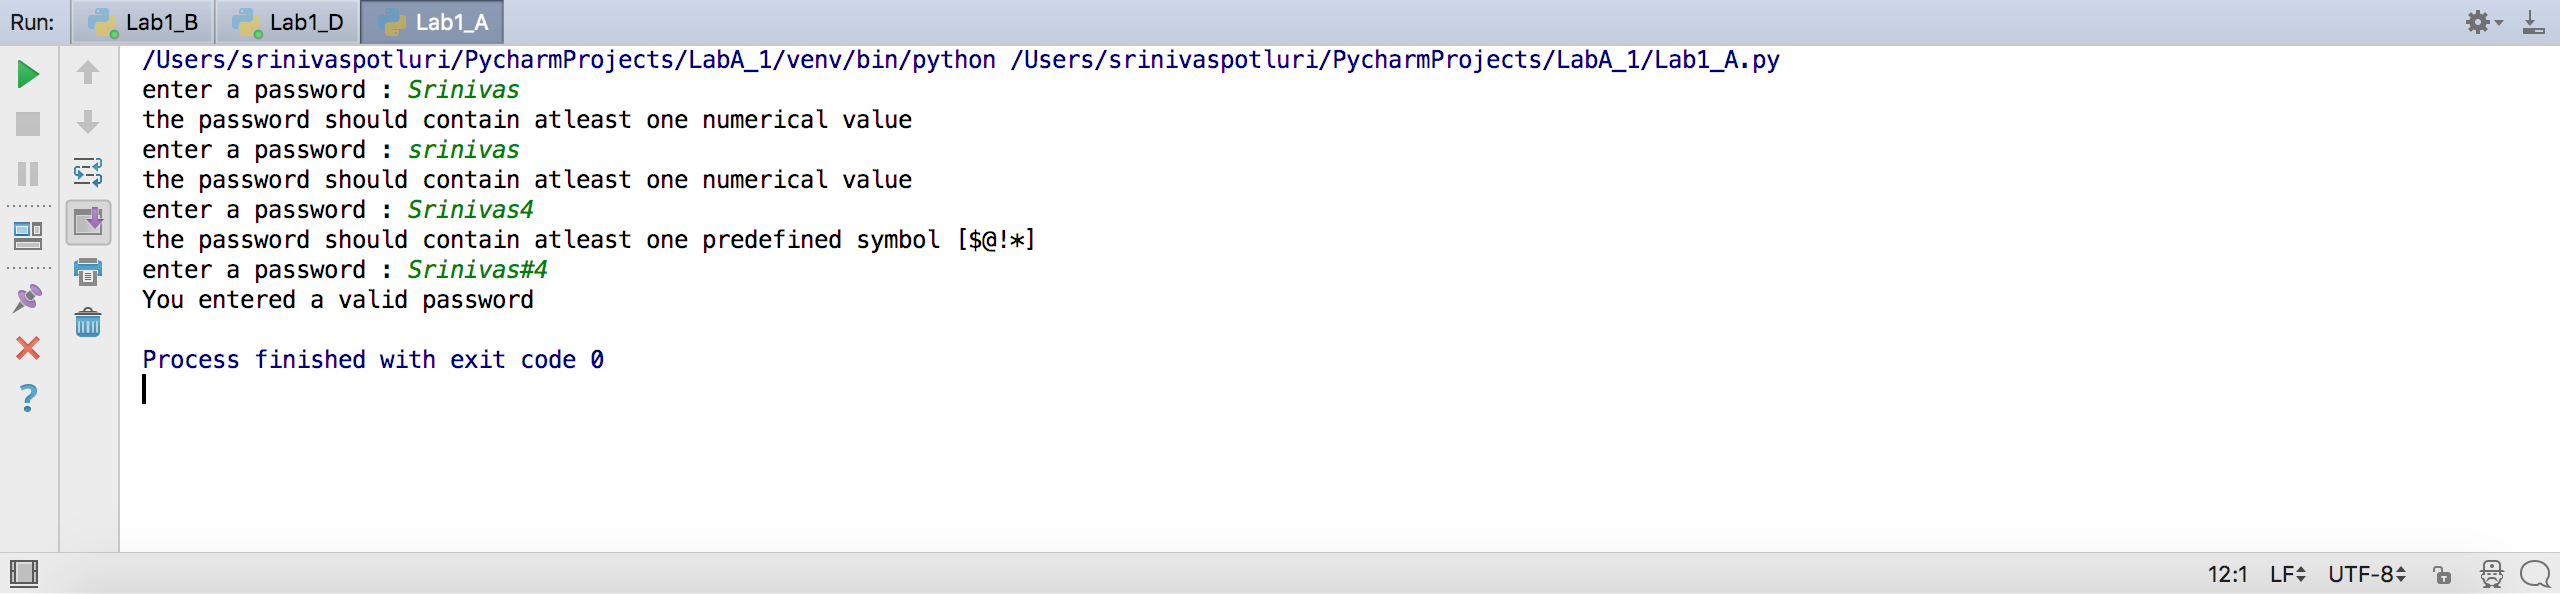 Run: Lab1_B Lab1_D Lab1_A
/Users/srinivaspotluri/PycharmProjects/LabA_1/venv/bin/python /Users/srinivaspotluri/PycharmProjects/LabA_1/Lab1_A.py
enter a password : Srinivas
the password should contain atleast one numerical value
enter a password : srinivas
the password should contain atleast one numerical value
enter a password : Srinivas4
the password should contain atleast one predefined symbol [$@!*]
enter a password : Srinivas#4
You entered a valid password
Process finished with exit code 0
12:1 LF UTF-8